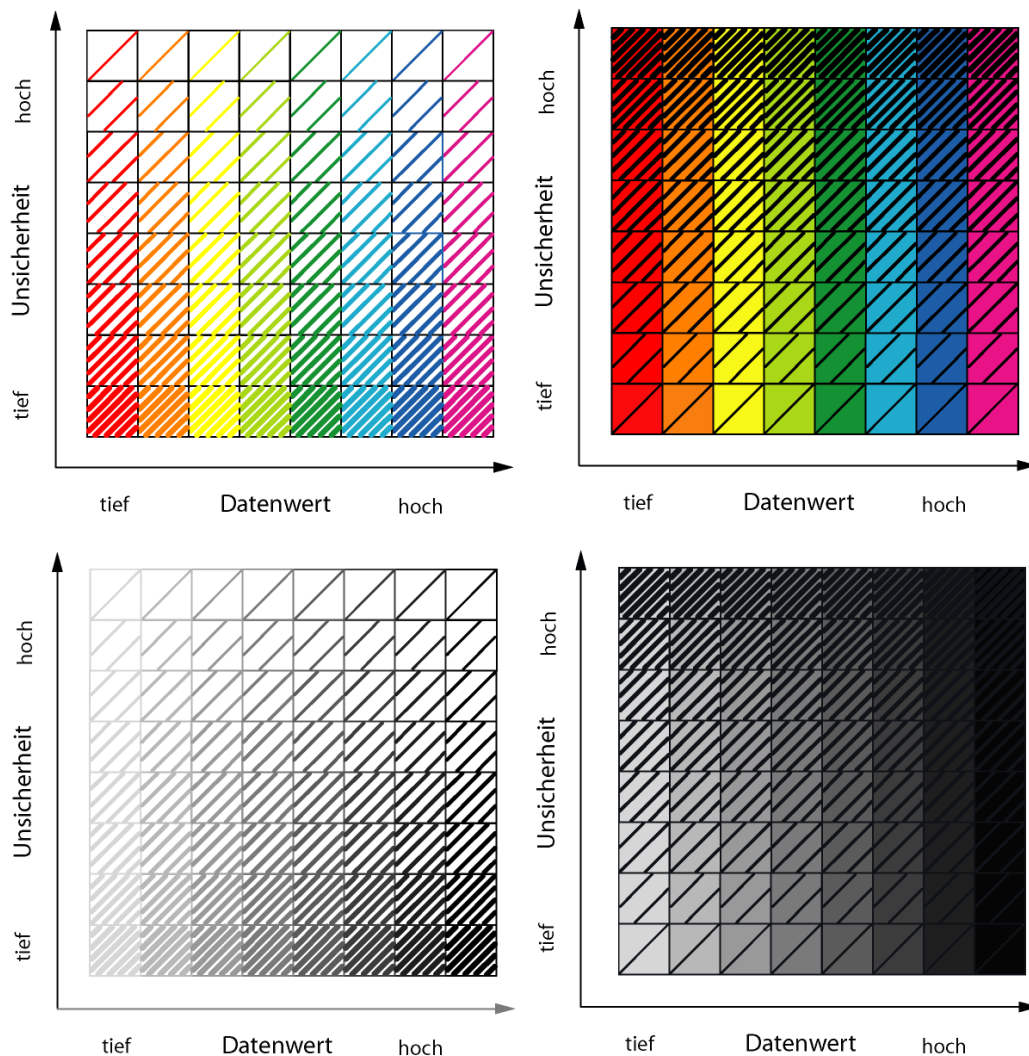 hoch
Unsicherheit
tief
tief Datenwert hoch
hoch
Unsicherheit
tief
tief Datenwert hoch
hoch
Unsicherheit
tief
tief Datenwert hoch
hoch
Unsicherheit
tief
tief Datenwert hoch